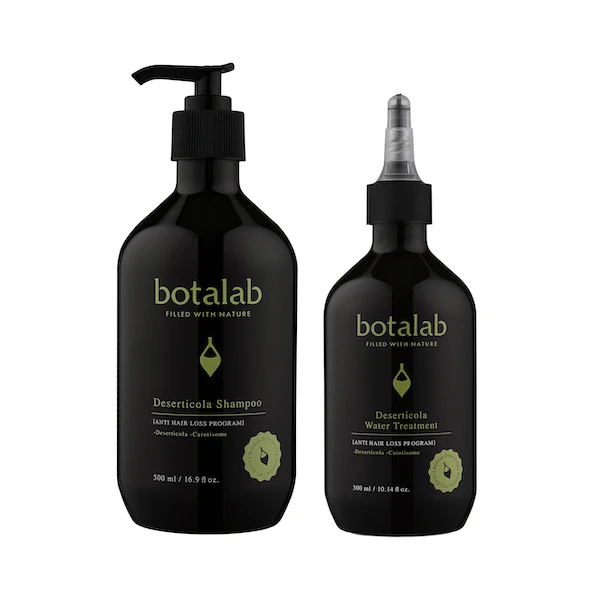 botalab
FILLED WITH NATURE
Deserticola Shampoo
[ANTI HAIR LOSS PROGRAM]
-Deserticola -Carotisome
500 ml / 16.9 fl oz.
botalab
FILLED WITH NATURE
Deserticola
Water Treatment
[ANTI HAIR LOSS PROGRAM]
-Deserticola -Carotisome
300 ml / 10.14 fl oz.